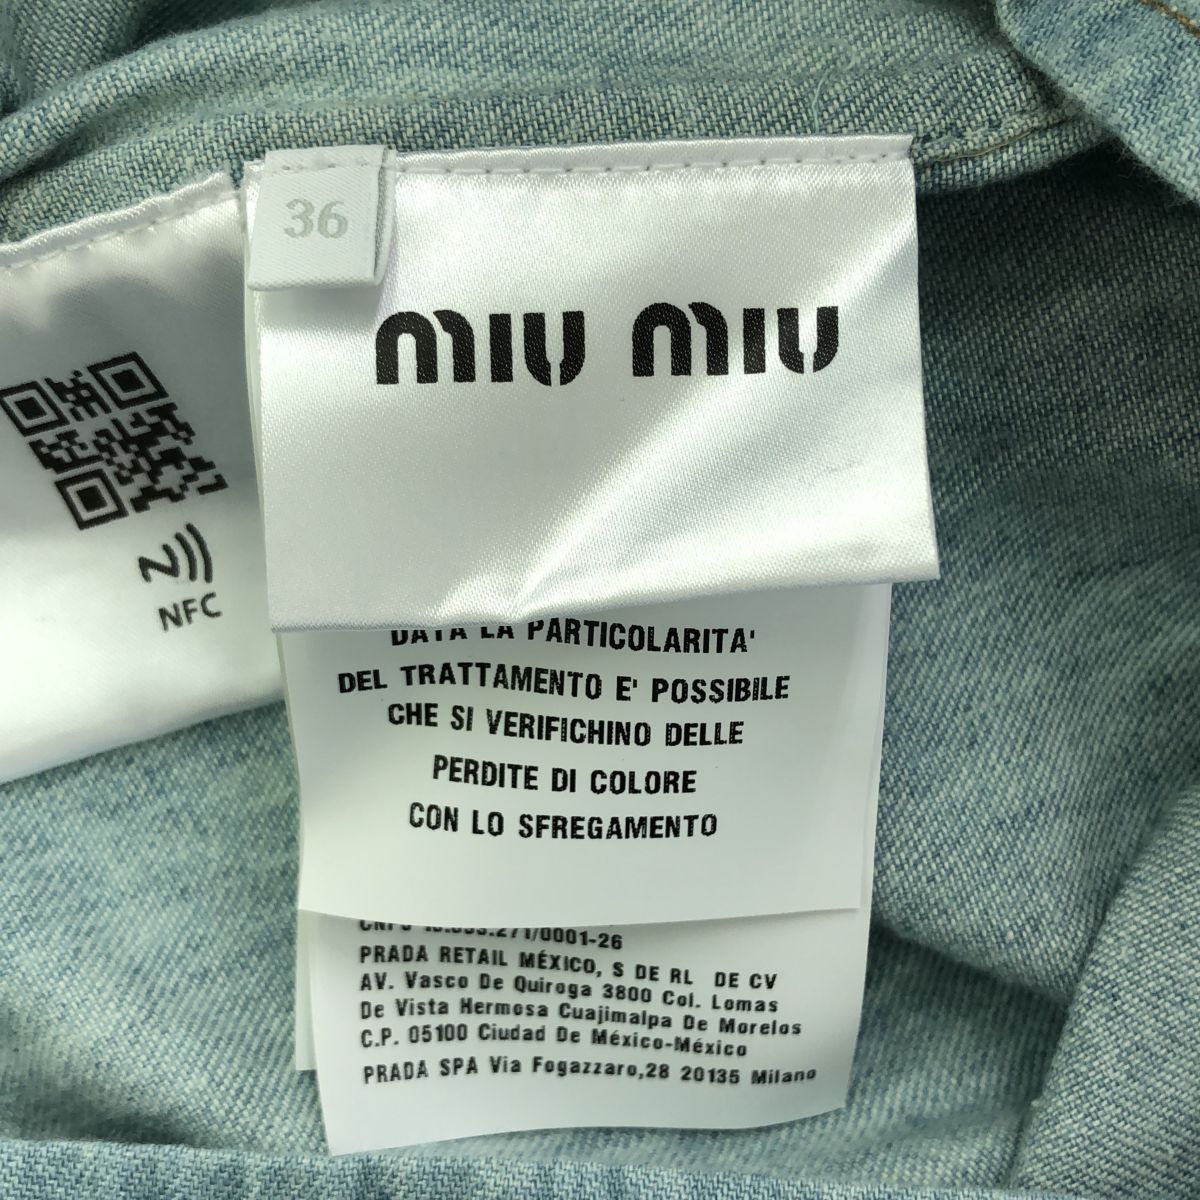 36
MIU MIU
NFC
DATA LA PARTICOLARITA'
DEL TRATTAMENTO E' POSSIBILE
CHE SI VERIFICHINO DELLE
PERDITE DI COLORE
CON LO SFREGAMENTO
PRADA RETAIL MÉXICO, S DE RL DE CV
AV. Vasco De Quiroga 3800 Col. Lomas
De Vista Hermosa Cuajimalpa De Morelos
C.P. 05100 Ciudad De México-México
PRADA SPA Via Fogazzaro,28 20135 Milano